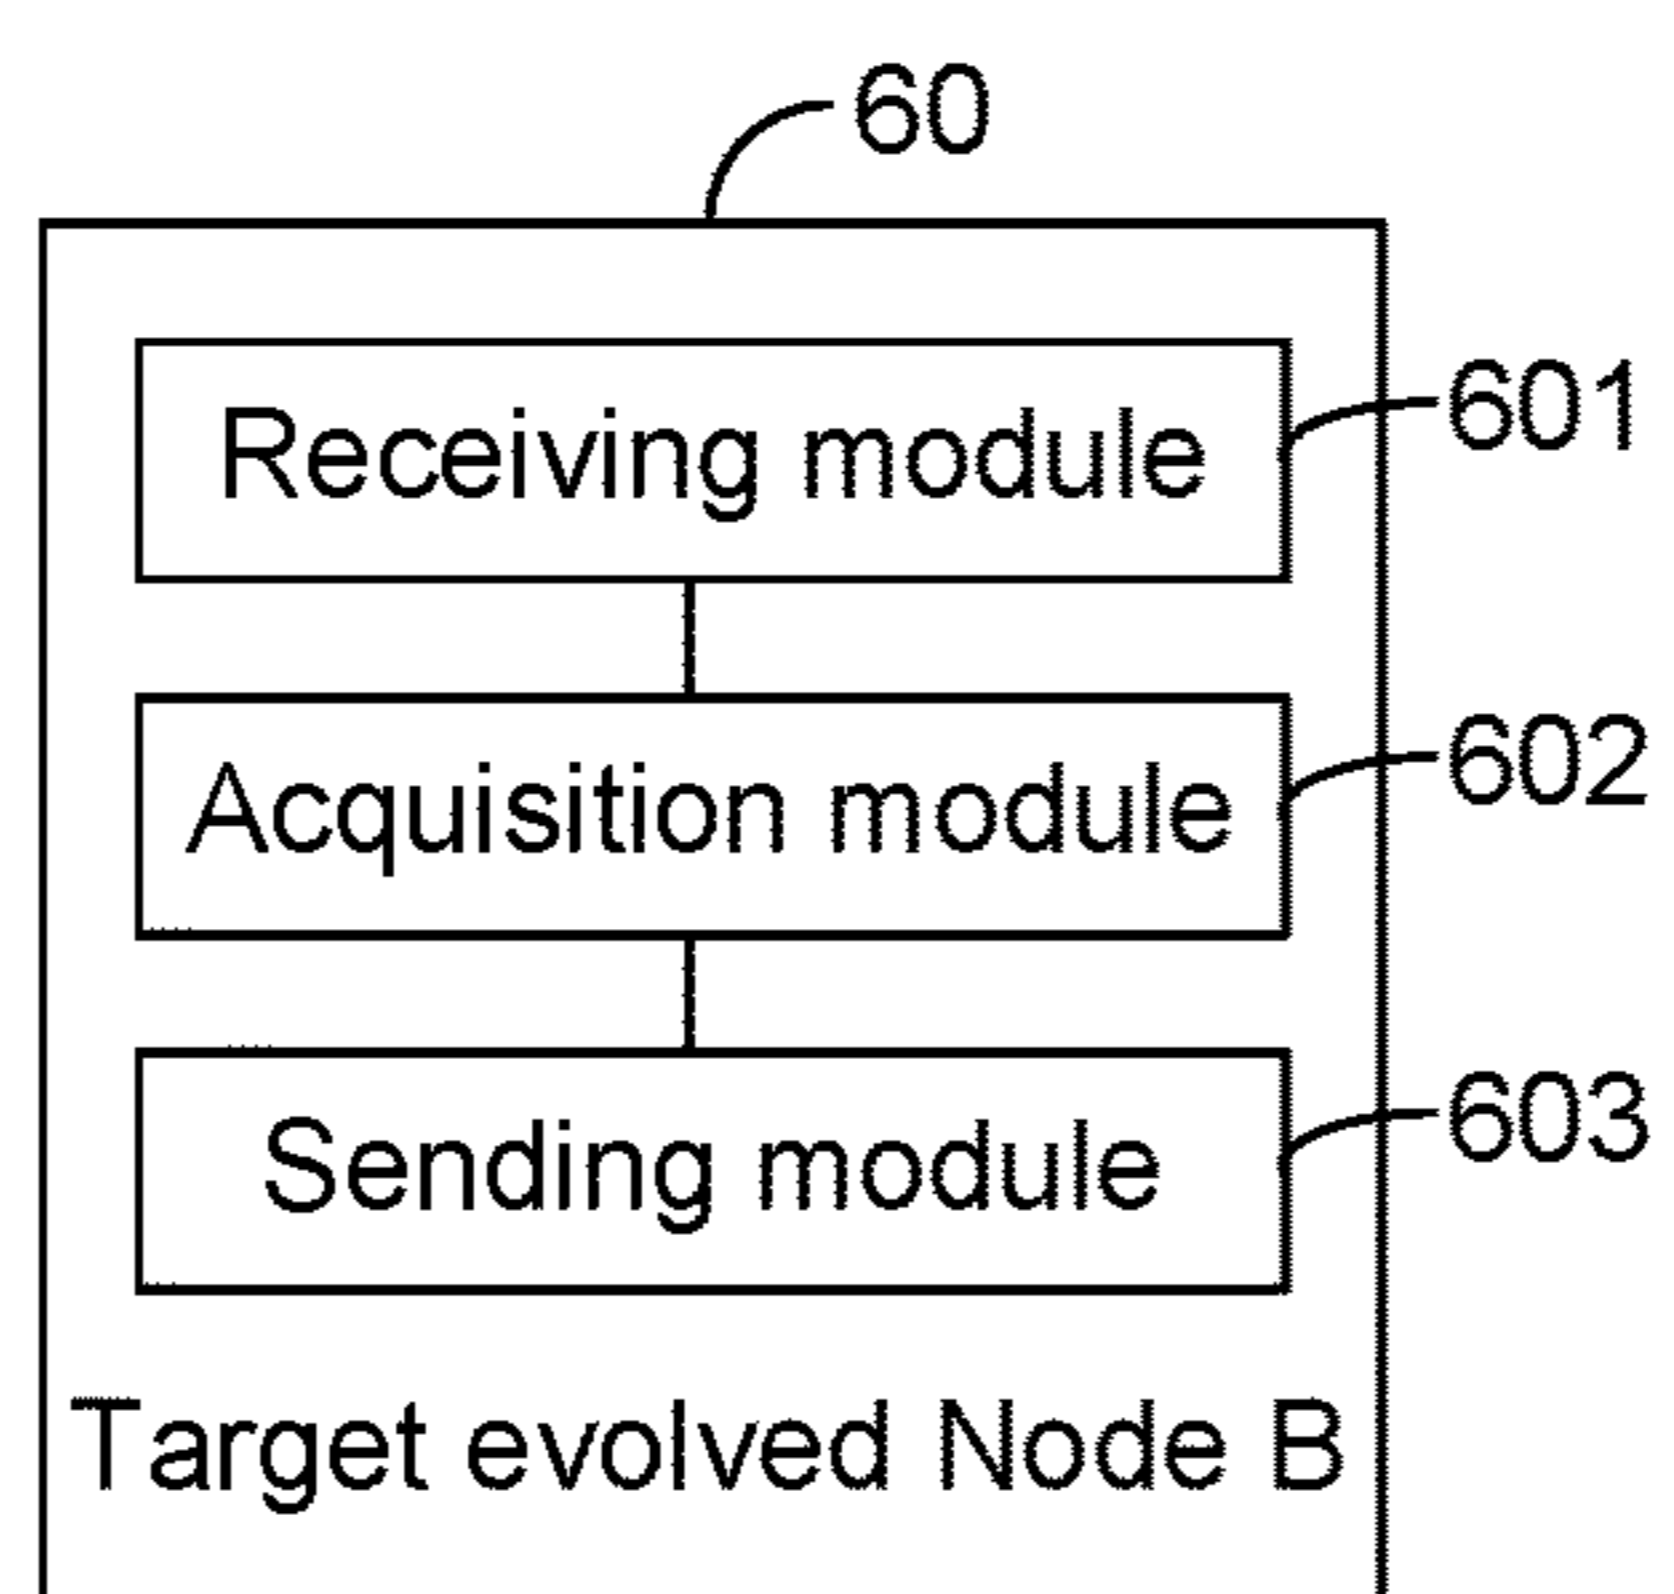 60
Receiving module 601
Acquisition module 602
Sending module 603
Target evolved Node B